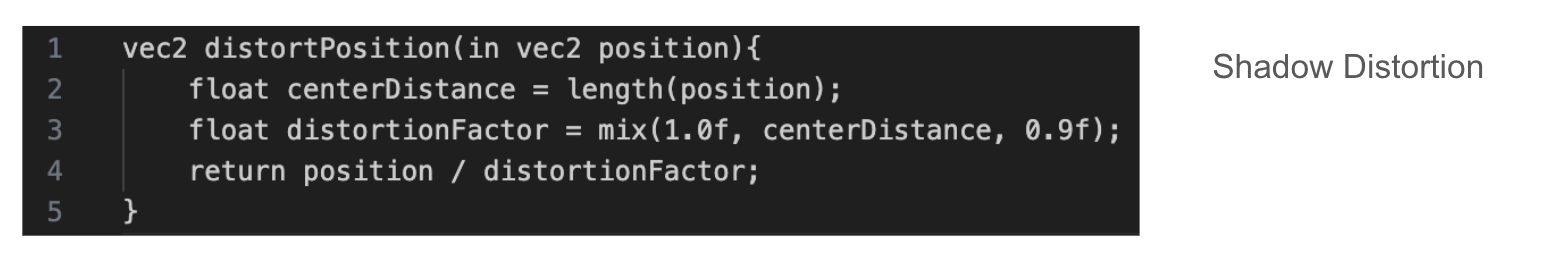 1 vec2 distortPosition(in vec2 position){
2 float centerDistance = length(position);
3 float distortionFactor = mix(1.0f, centerDistance, 0.9f);
4 return position / distortionFactor;
5 }
Shadow Distortion